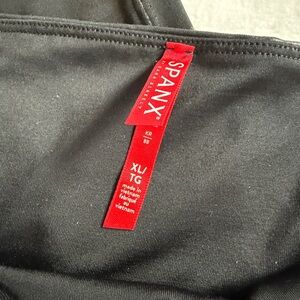 SPANX®
XL/
TG
made in
vietnam
fabriqué
au
vietnam